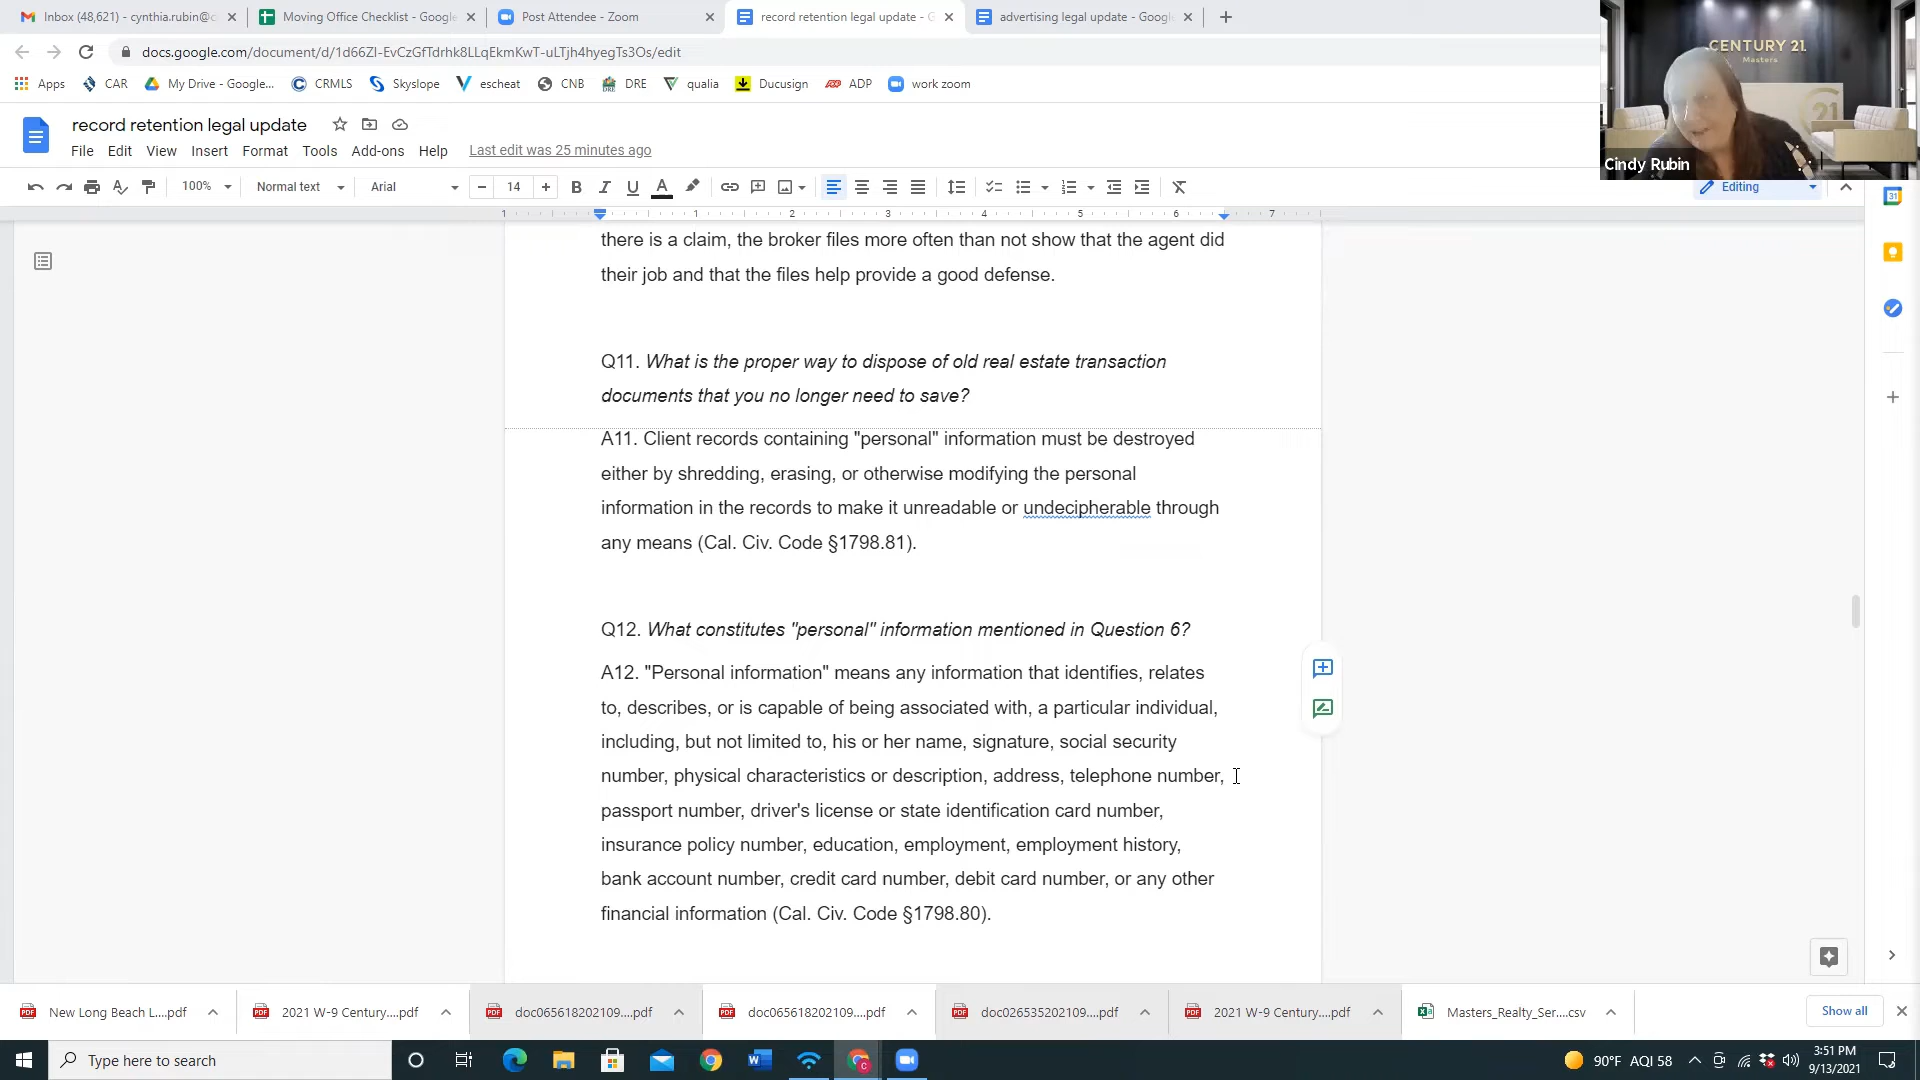 Inbox (48,621) - cynthia.rubin@c
Moving Office Checklist - Google
Post Attendee - Zoom
record retention legal update - G
advertising legal update - Google
docs.google.com/document/d/1d66ZI-EvCzGfTdrhk8LLqEkmKwT-uLTjh4hyegTs3Os/edit
Apps
CAR
My Drive - Google...
CRMLS
Skyslope
escheat
CNB
DRE
qualia
Ducusign
ADP
work zoom
CENTURY 21.
Masters
21
Cindy Rubin
record retention legal update
File Edit View Insert Format Tools Add-ons Help Last edit was 25 minutes ago
100% Normal text Arial 14 B I U A Editing
1 1 2 3 4 5 6 7
there is a claim, the broker files more often than not show that the agent did
their job and that the files help provide a good defense.
Q11. What is the proper way to dispose of old real estate transaction
documents that you no longer need to save?
A11. Client records containing "personal" information must be destroyed
either by shredding, erasing, or otherwise modifying the personal
information in the records to make it unreadable or undecipherable through
any means (Cal. Civ. Code §1798.81).
Q12. What constitutes "personal" information mentioned in Question 6?
A12. "Personal information" means any information that identifies, relates
to, describes, or is capable of being associated with, a particular individual,
including, but not limited to, his or her name, signature, social security
number, physical characteristics or description, address, telephone number,
passport number, driver's license or state identification card number,
insurance policy number, education, employment, employment history,
bank account number, credit card number, debit card number, or any other
financial information (Cal. Civ. Code §1798.80).
New Long Beach L....pdf
2021 W-9 Century....pdf
doc065618202109....pdf
doc065618202109....pdf
doc026535202109....pdf
2021 W-9 Century....pdf
Masters_Realty_Ser....csv
Show all
Type here to search
90°F AQI 58
3:51 PM
9/13/2021